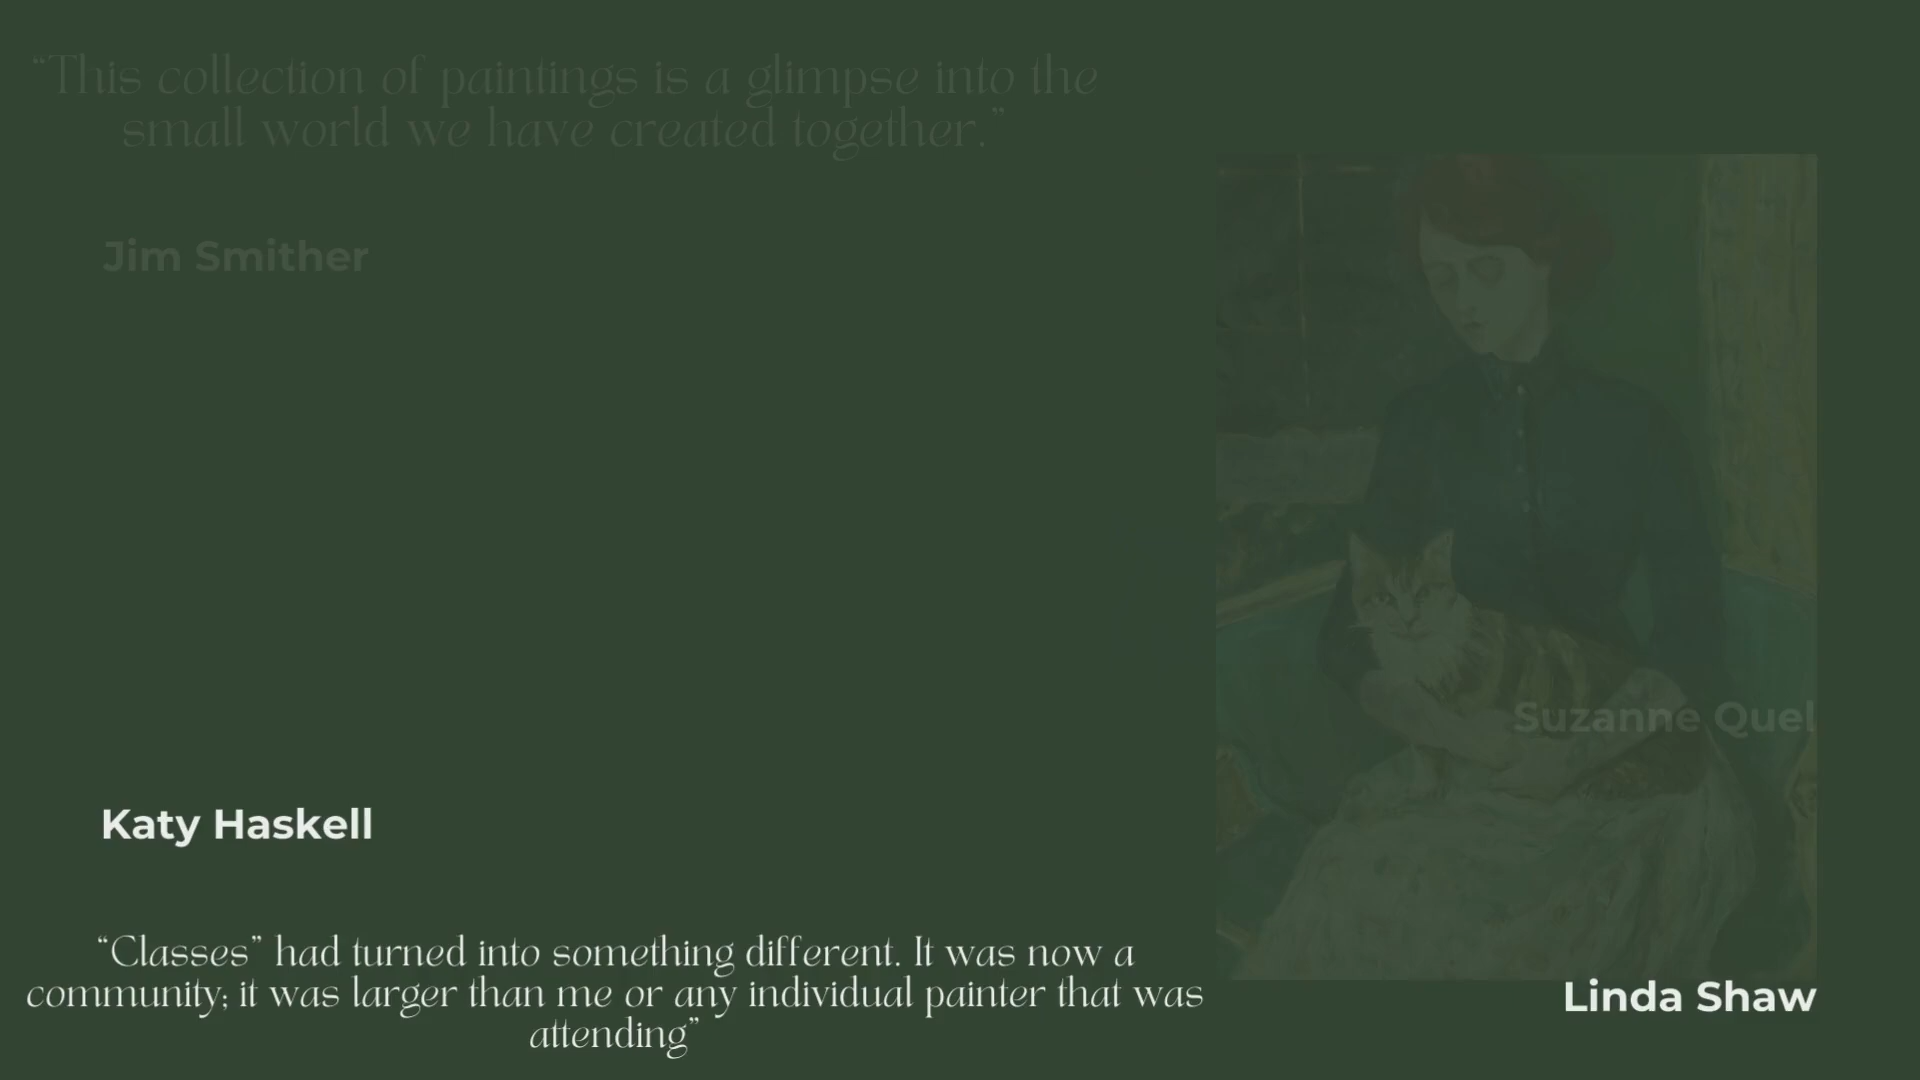 “This collection of paintings is a glimpse into the
small world we have created together.”
Jim Smither
Suzanne Quel
Katy Haskell
“Classes” had turned into something different. It was now a
community; it was larger than me or any individual painter that was
attending”
Linda Shaw